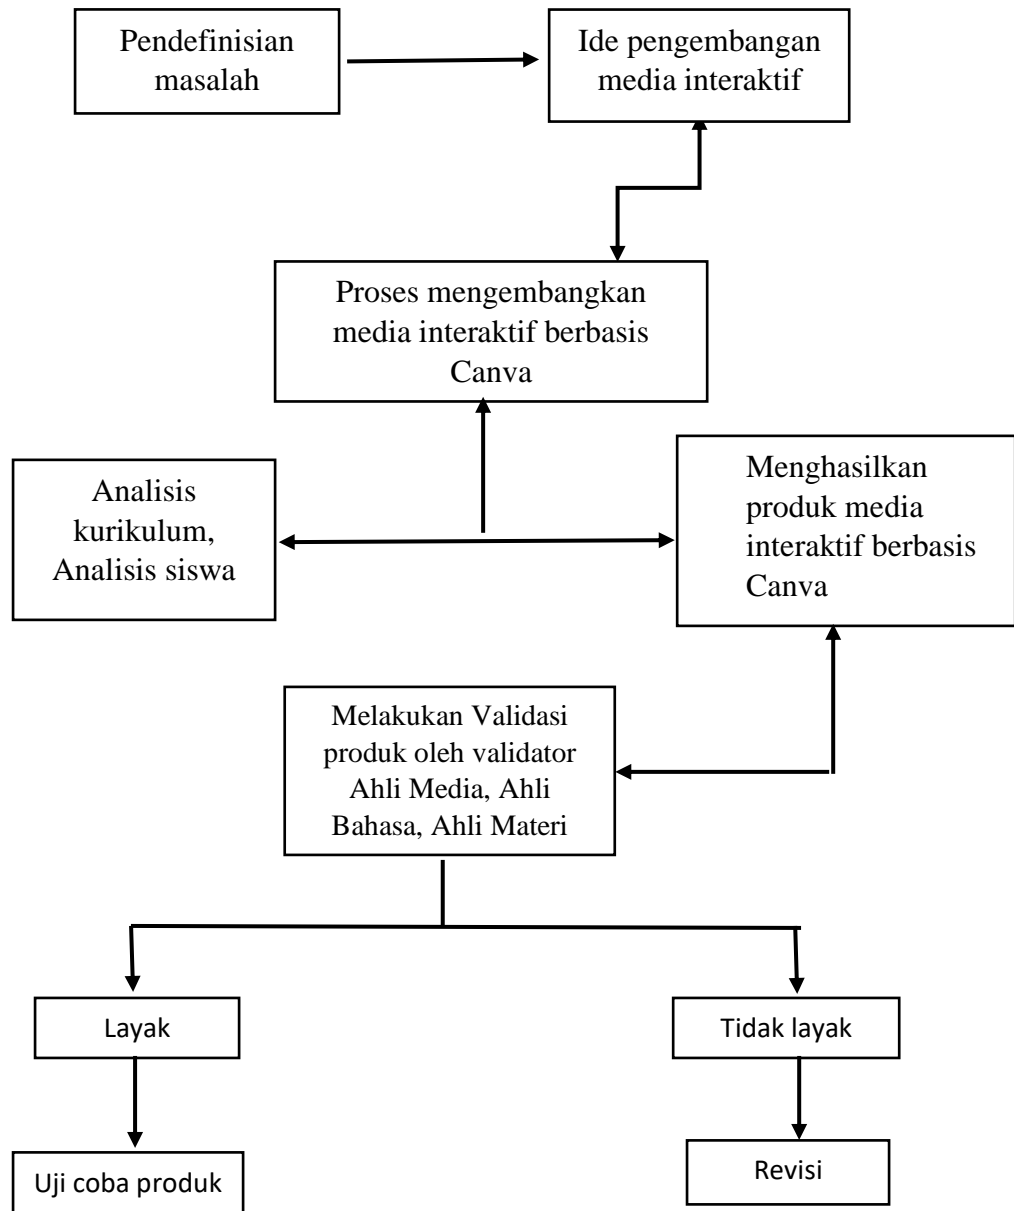 Pendefinisian
masalah
Ide pengembangan
media interaktif
Proses mengembangkan
media interaktif berbasis
Canva
Analisis
kurikulum,
Analisis siswa
Menghasilkan
produk media
interaktif berbasis
Canva
Melakukan Validasi
produk oleh validator
Ahli Media, Ahli
Bahasa, Ahli Materi
Layak
Tidak layak
Uji coba produk
Revisi